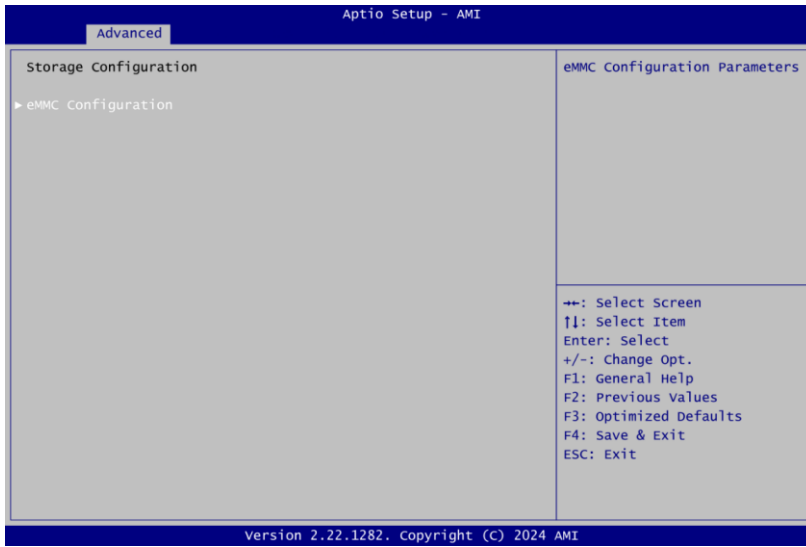 Aptio Setup - AMI
Advanced
Storage Configuration
▶ eMMC Configuration
eMMC Configuration Parameters
→←: Select Screen
↑↓: Select Item
Enter: Select
+/-: Change Opt.
F1: General Help
F2: Previous Values
F3: Optimized Defaults
F4: Save & Exit
ESC: Exit
Version 2.22.1282. Copyright (C) 2024 AMI